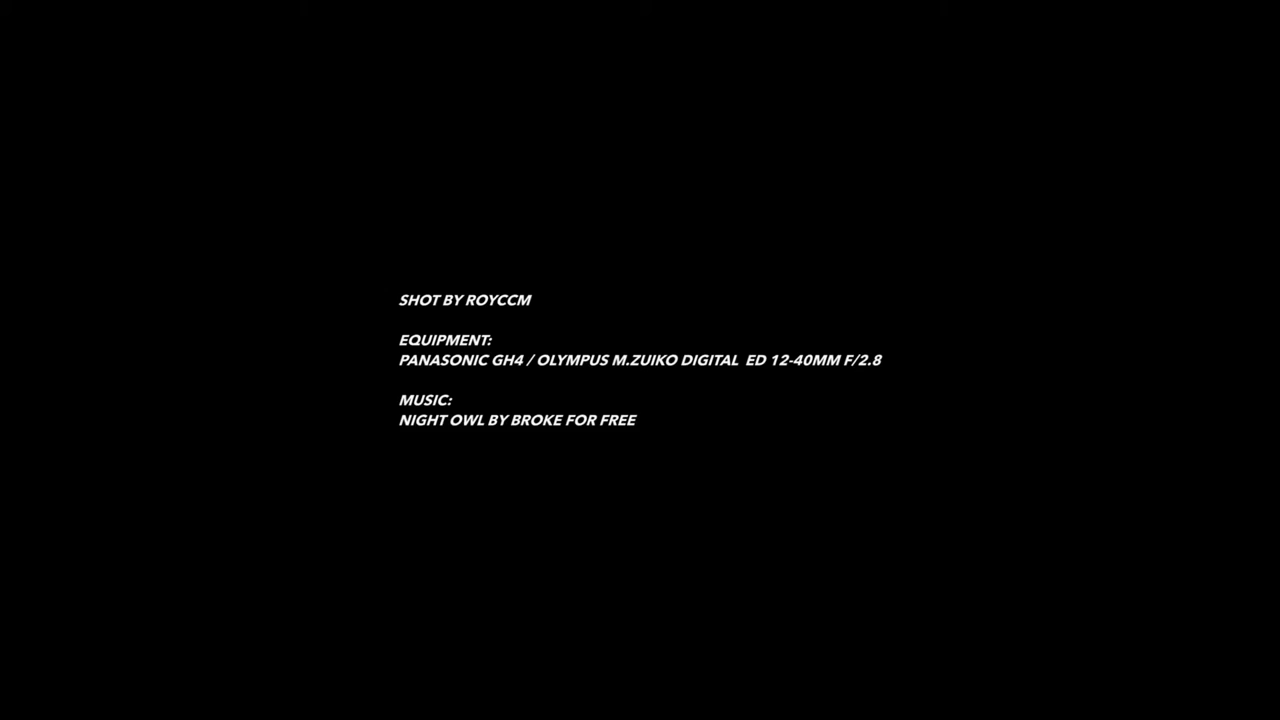 SHOT BY ROYCCM
EQUIPMENT:
PANASONIC GH4 / OLYMPUS M.ZUIKO DIGITAL  ED 12-40MM F/2.8
MUSIC:
NIGHT OWL BY BROKE FOR FREE